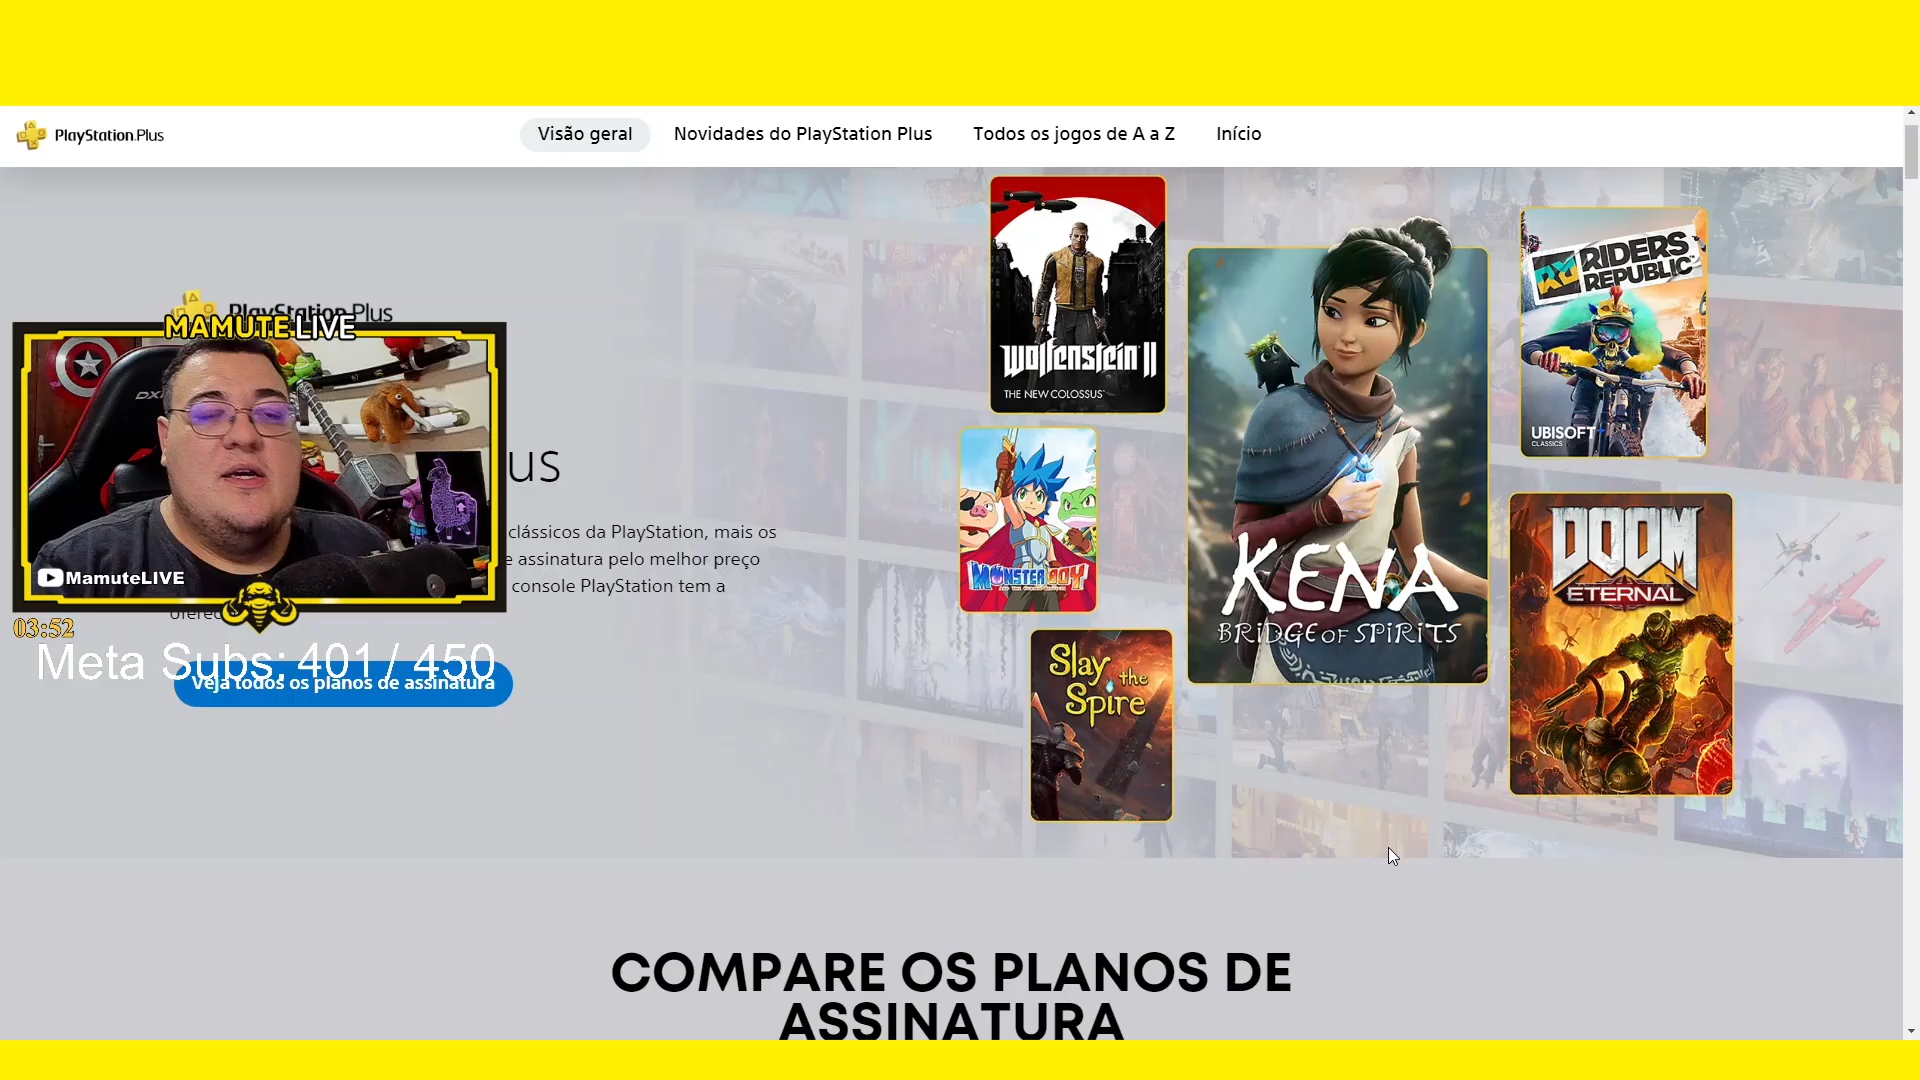 PlayStation.Plus
Visão geral
Novidades do PlayStation Plus
Todos os jogos de A a Z
Início
PlayStation.Plus
MAMUTE LIVE
us
clássicos da PlayStation, mais os
e assinatura pelo melhor preço
console PlayStation tem a
MamuteLIVE
03:52
Meta Subs: 401 / 450
Veja todos os planos de assinatura
Wolfenstein II
THE NEW COLOSSUS
RIDERS
REPUBLIC
UBISOFT+
CLASSICS
MONSTER BOY
KENA
BRIDGE OF SPIRITS
DOOM
ETERNAL
Slay the
Spire
COMPARE OS PLANOS DE
ASSINATURA